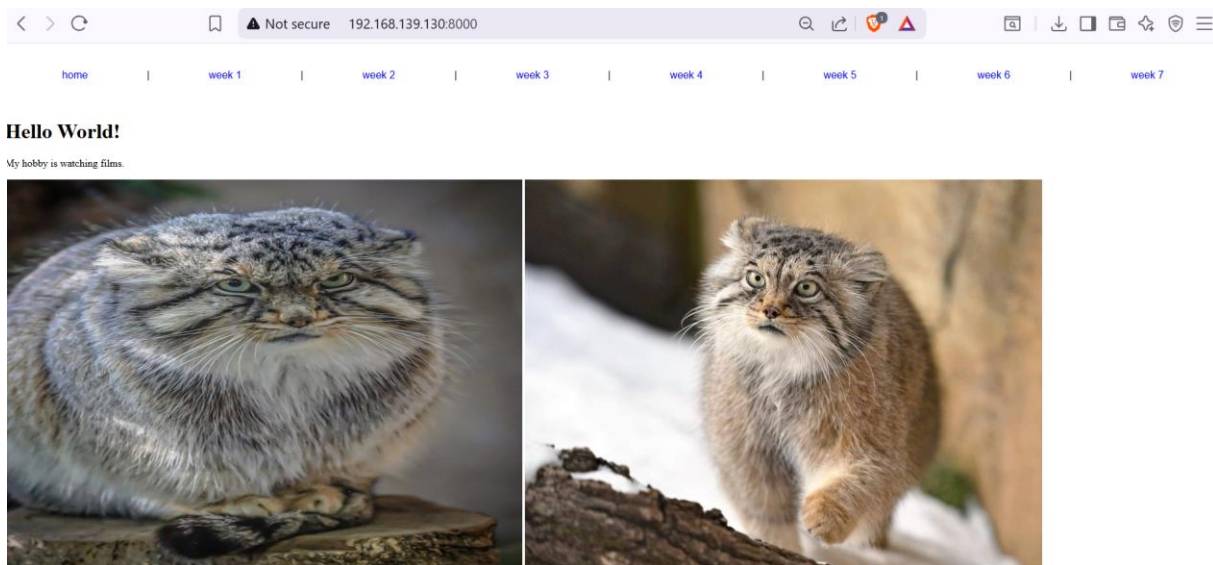 Not secure 192.168.139.130:8000
home | week 1 | week 2 | week 3 | week 4 | week 5 | week 6 | week 7
Hello World!
My hobby is watching films.